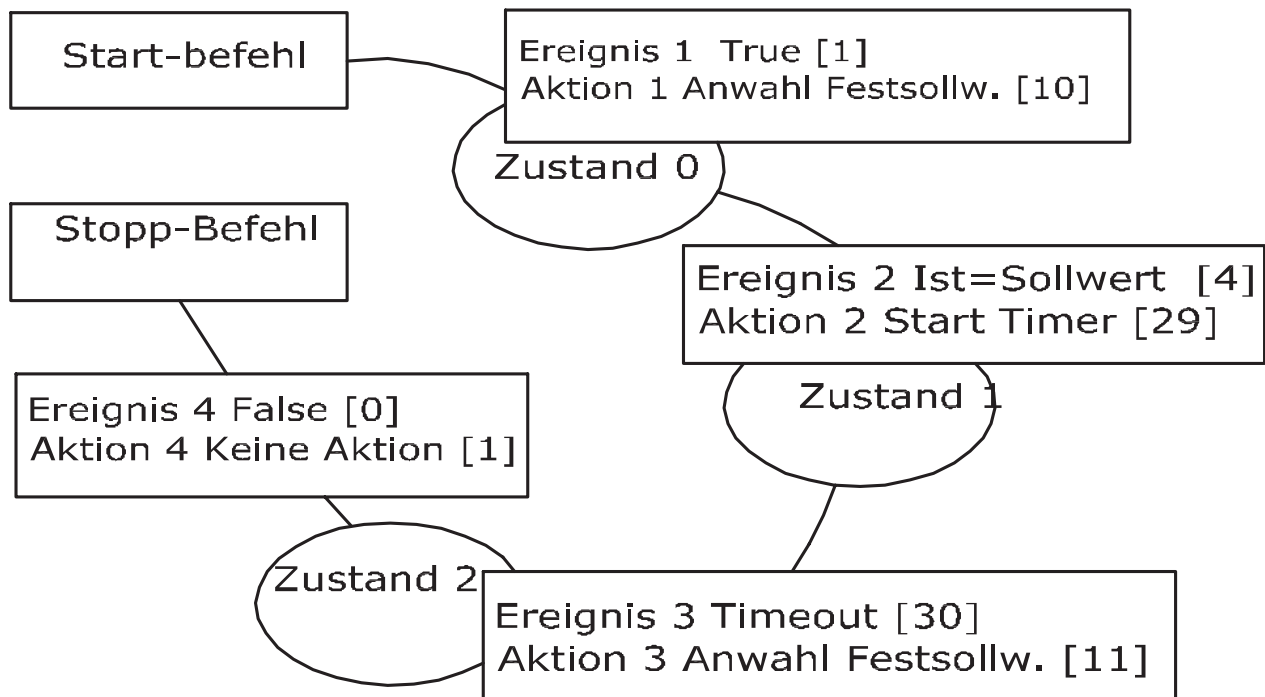 Start-befehl
Ereignis 1 True [1]
Aktion 1 Anwahl Festsollw. [10]
Zustand 0
Stopp-Befehl
Ereignis 2 Ist=Sollwert [4]
Aktion 2 Start Timer [29]
Zustand 1
Ereignis 4 False [0]
Aktion 4 Keine Aktion [1]
Zustand 2
Ereignis 3 Timeout [30]
Aktion 3 Anwahl Festsollw. [11]